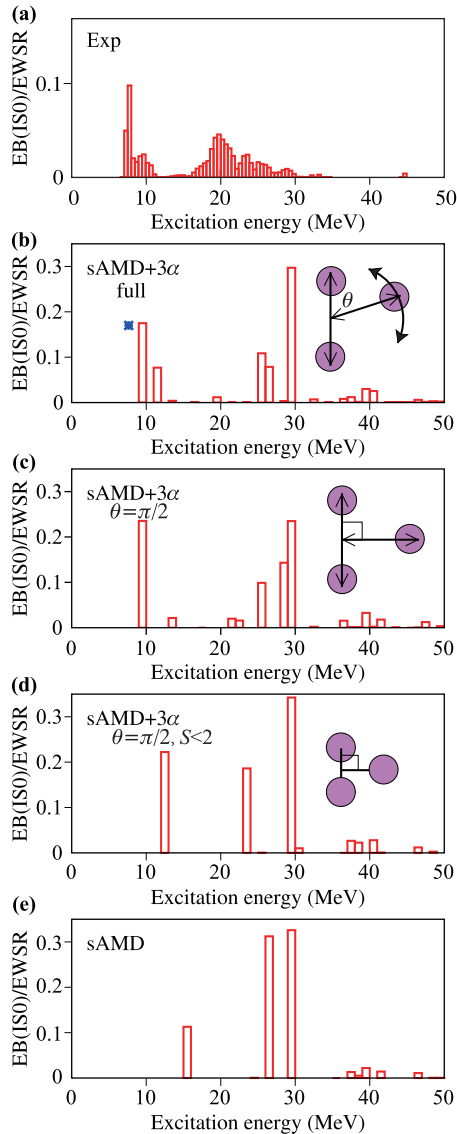 (a)
Exp
EB(IS0)/EWSR
0.1
0
0 10 20 30 40 50
Excitation energy (MeV)
(b)
sAMD+3α
full
θ
EB(IS0)/EWSR
0.3
0.2
0.1
0
0 10 20 30 40 50
Excitation energy (MeV)
(c)
sAMD+3α
θ=π/2
EB(IS0)/EWSR
0.3
0.2
0.1
0
0 10 20 30 40 50
Excitation energy (MeV)
(d)
sAMD+3α
θ=π/2, S<2
EB(IS0)/EWSR
0.3
0.2
0.1
0
0 10 20 30 40 50
Excitation energy (MeV)
(e)
sAMD
EB(IS0)/EWSR
0.3
0.2
0.1
0
0 10 20 30 40 50
Excitation energy (MeV)